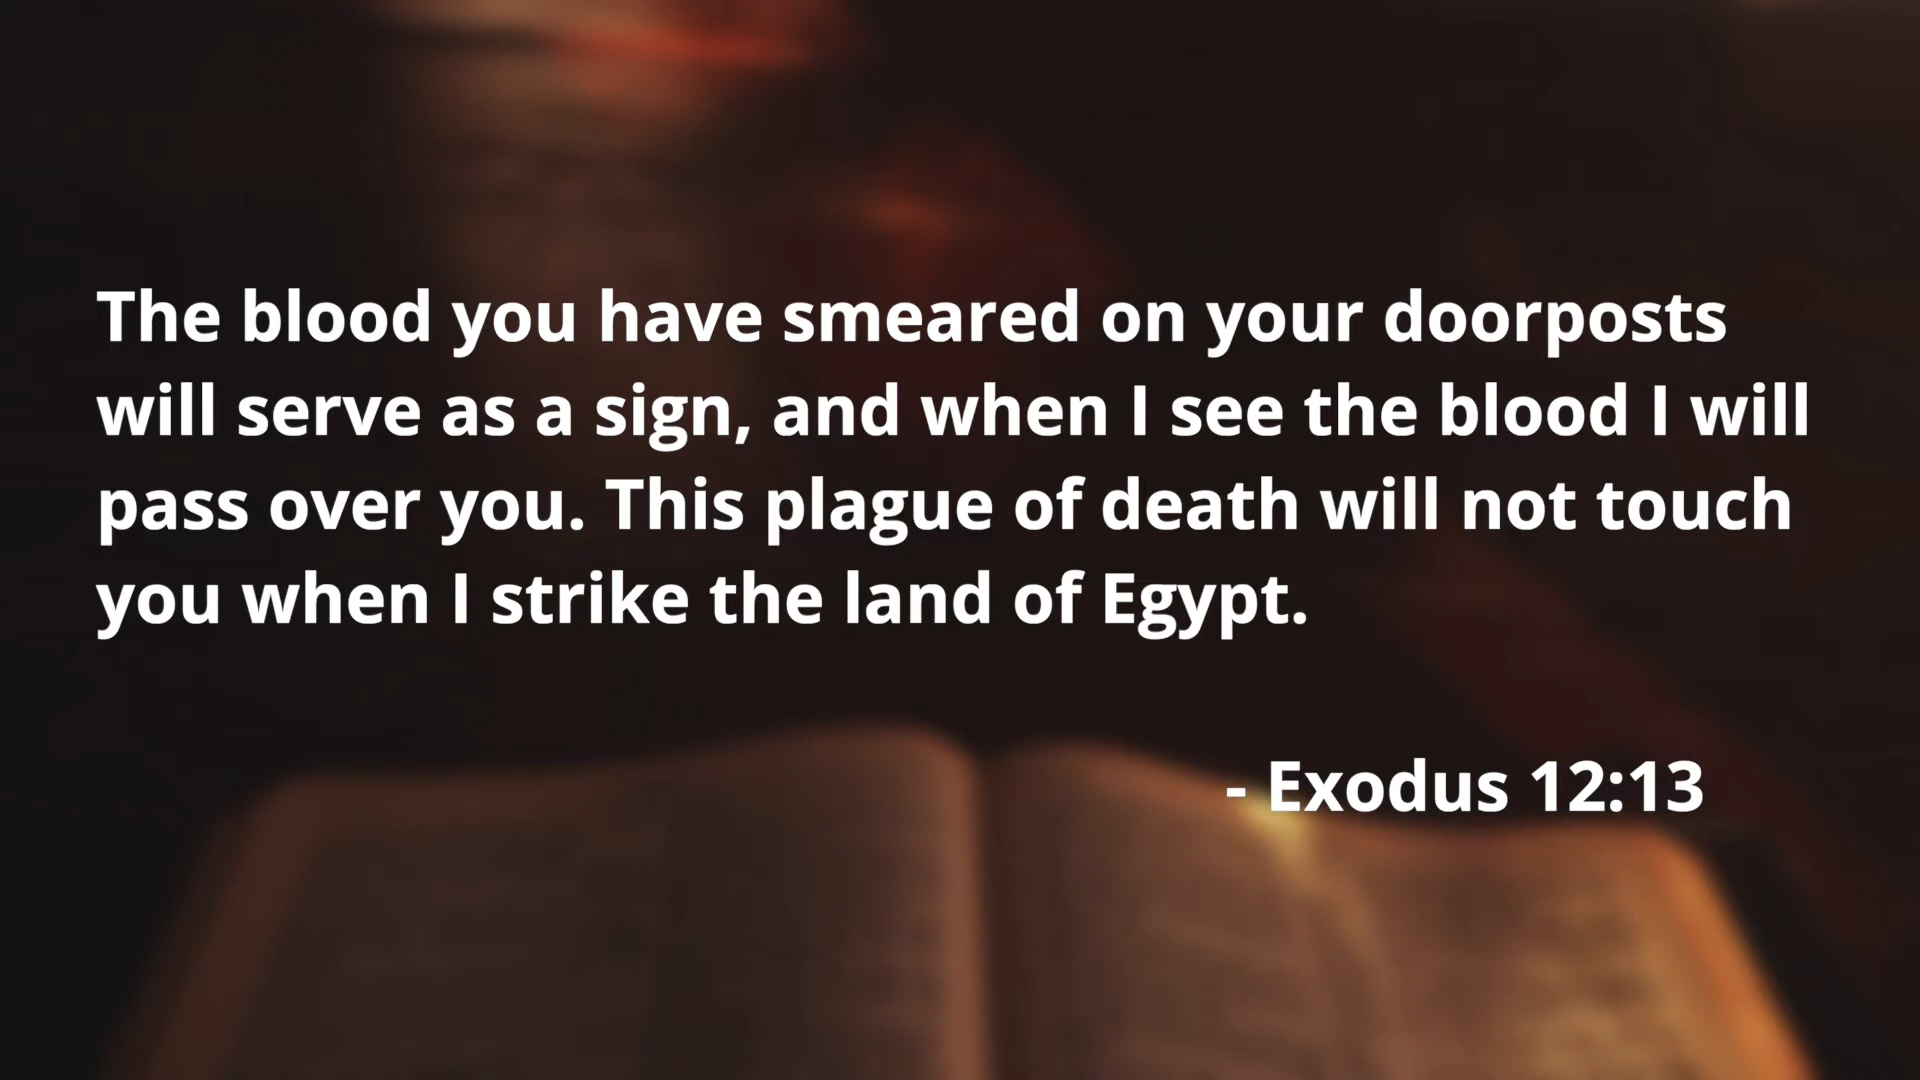 The blood you have smeared on your doorposts
will serve as a sign, and when I see the blood I will
pass over you. This plague of death will not touch
you when I strike the land of Egypt.
- Exodus 12:13